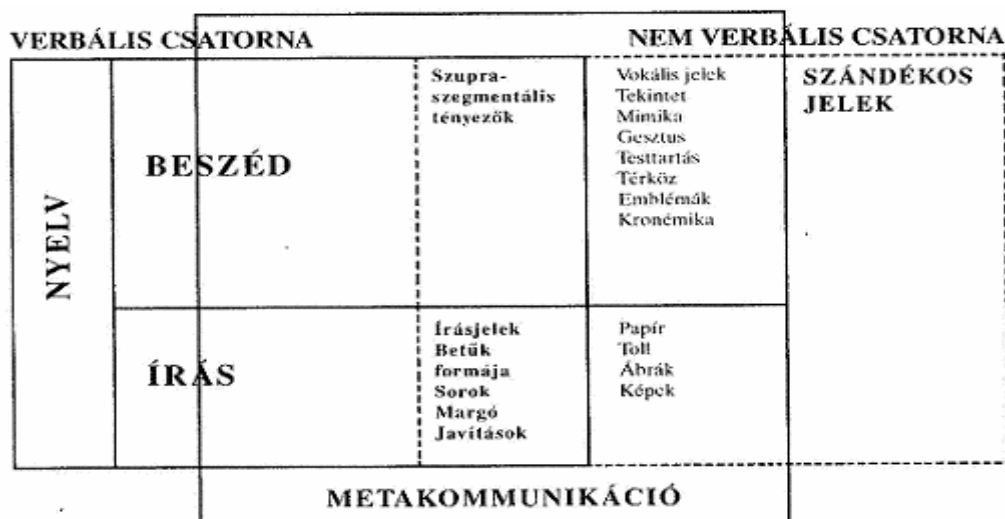 VERBÁLIS CSATORNA
NEM VERBÁLIS CSATORNA
NYELV
BESZÉD
Szupra-
szegmentális
tényezők
Vokális jelek
Tekintet
Mimika
Gesztus
Testtartás
Térköz
Emblémák
Kronémika
SZÁNDÉKOS
JELEK
ÍRÁS
Írásjelek
Betűk
formája
Sorok
Margó
Javítások
Papír
Toll
Ábrák
Képek
METAKOMMUNIKÁCIÓ